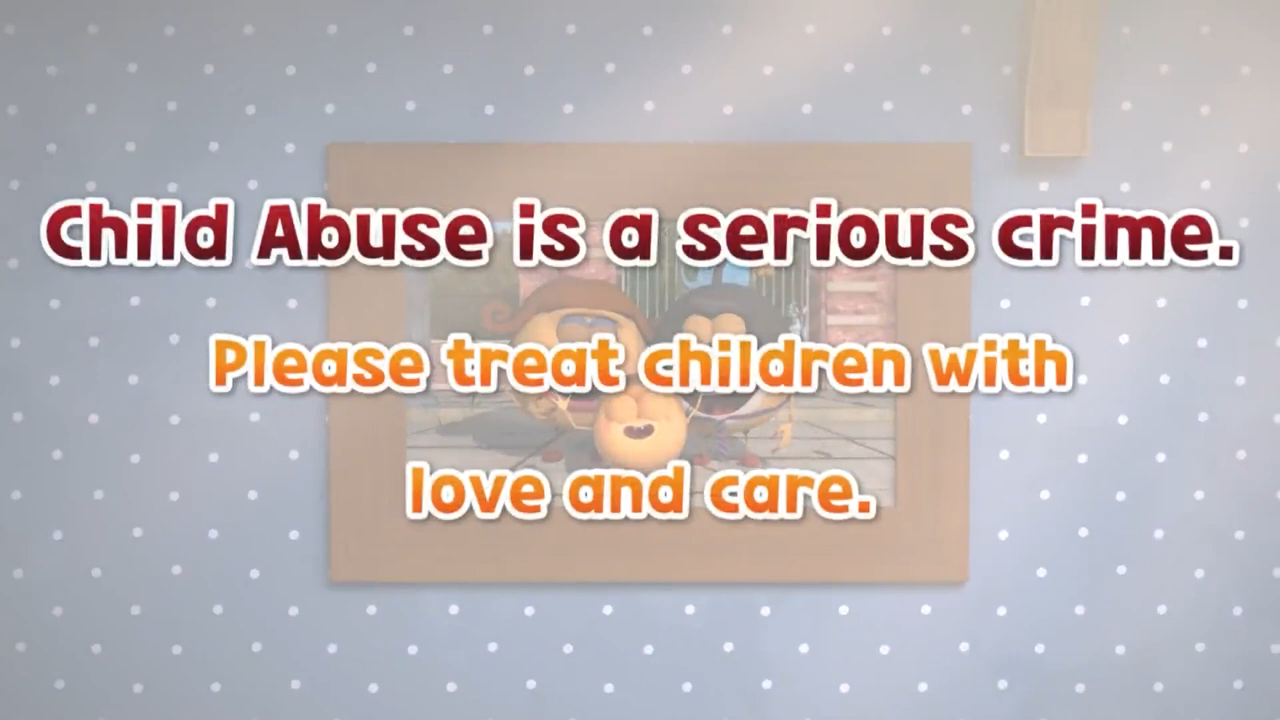 Child Abuse is a serious crime.
Please treat children with
love and care.